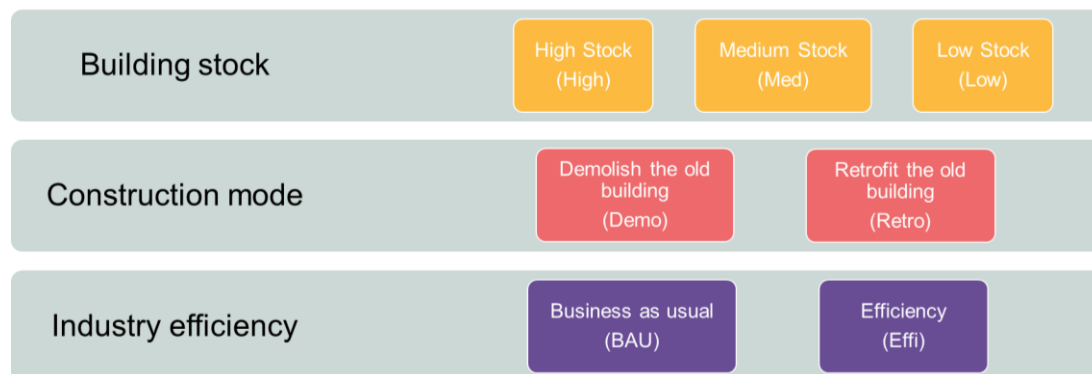 Building stock
High Stock
(High)
Medium Stock
(Med)
Low Stock
(Low)
Construction mode
Demolish the old
building
(Demo)
Retrofit the old
building
(Retro)
Industry efficiency
Business as usual
(BAU)
Efficiency
(Effi)